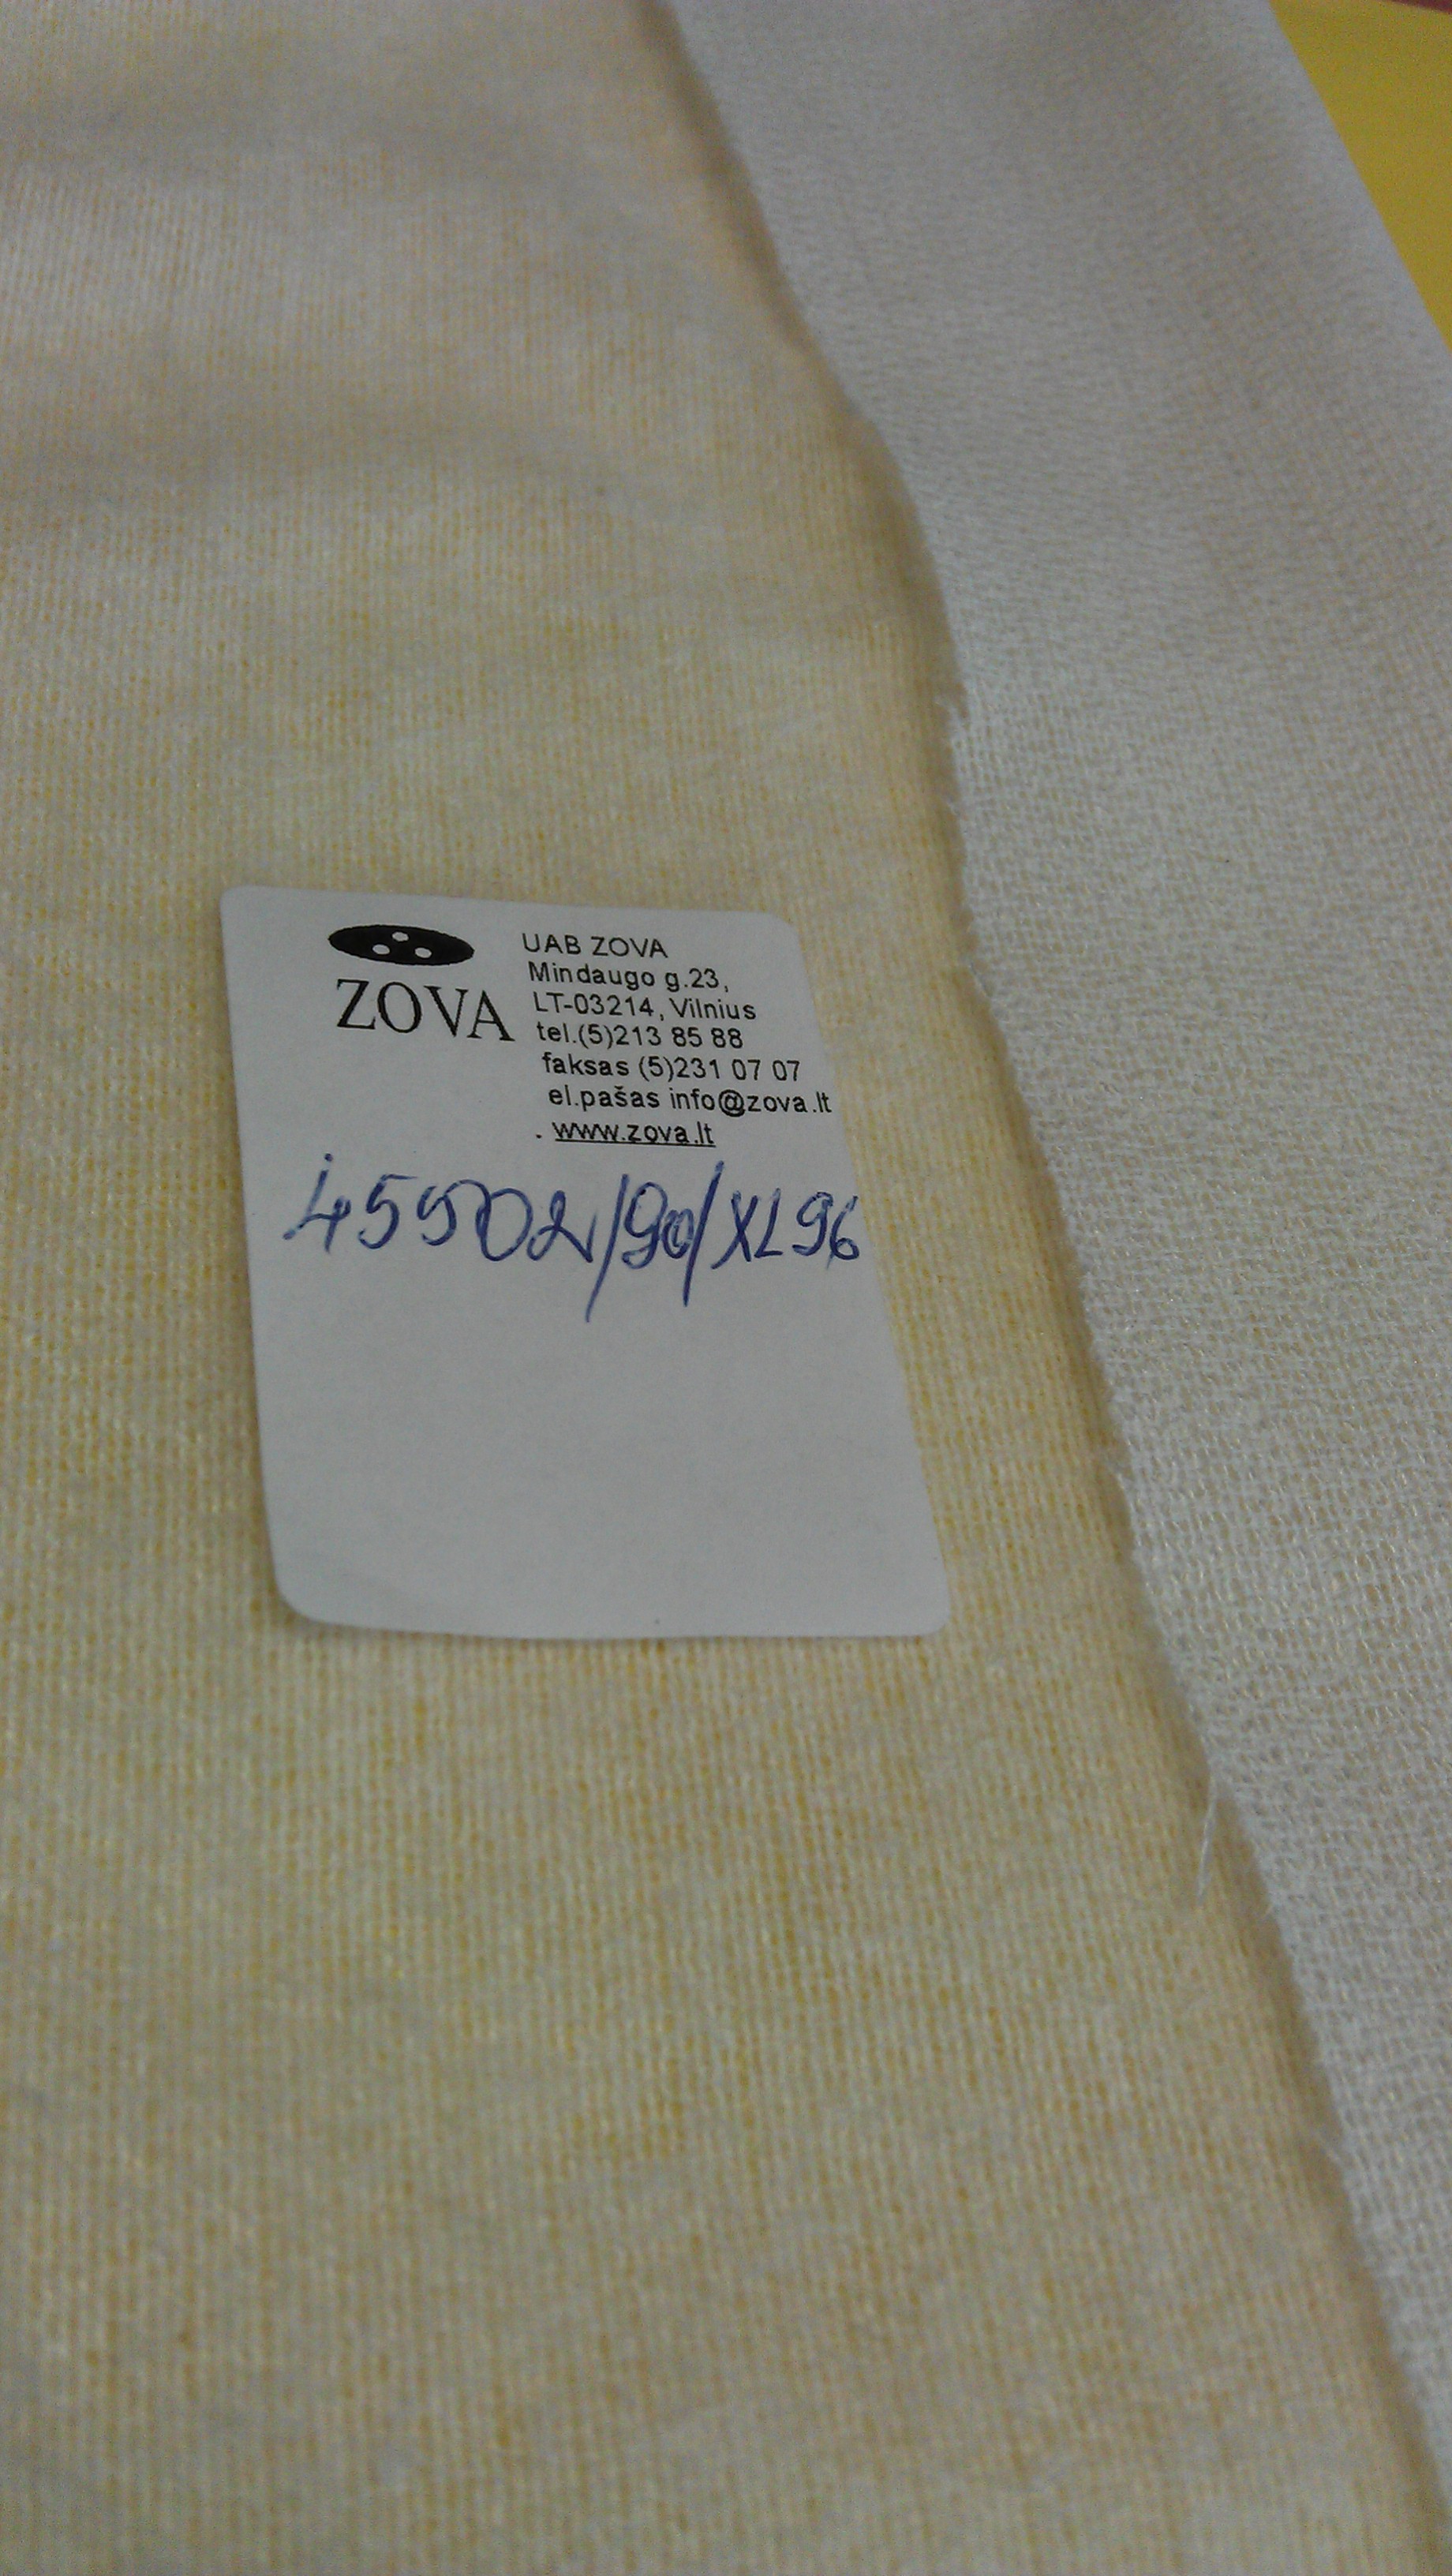 ZOVA
UAB ZOVA
Mindaugo g.23,
LT-03214, Vilnius
tel.(5)213 85 88
faksas (5)231 07 07
el.pašas info@zova.lt
. www.zova.lt
45502/90/XL96